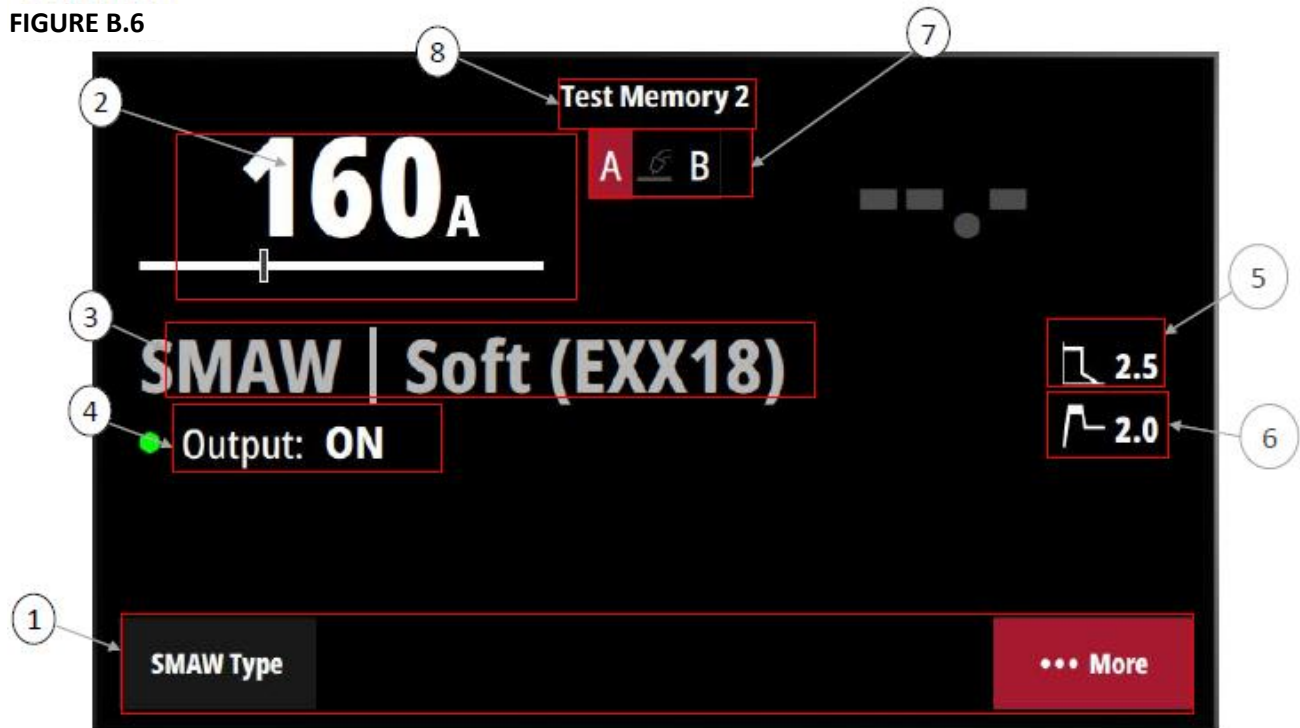 FIGURE B.6
8
7
2
Test Memory 2
160A
A B
5
3
SMAW | Soft (EXX18)
2.5
4
Output: ON
2.0
6
1
SMAW Type
••• More